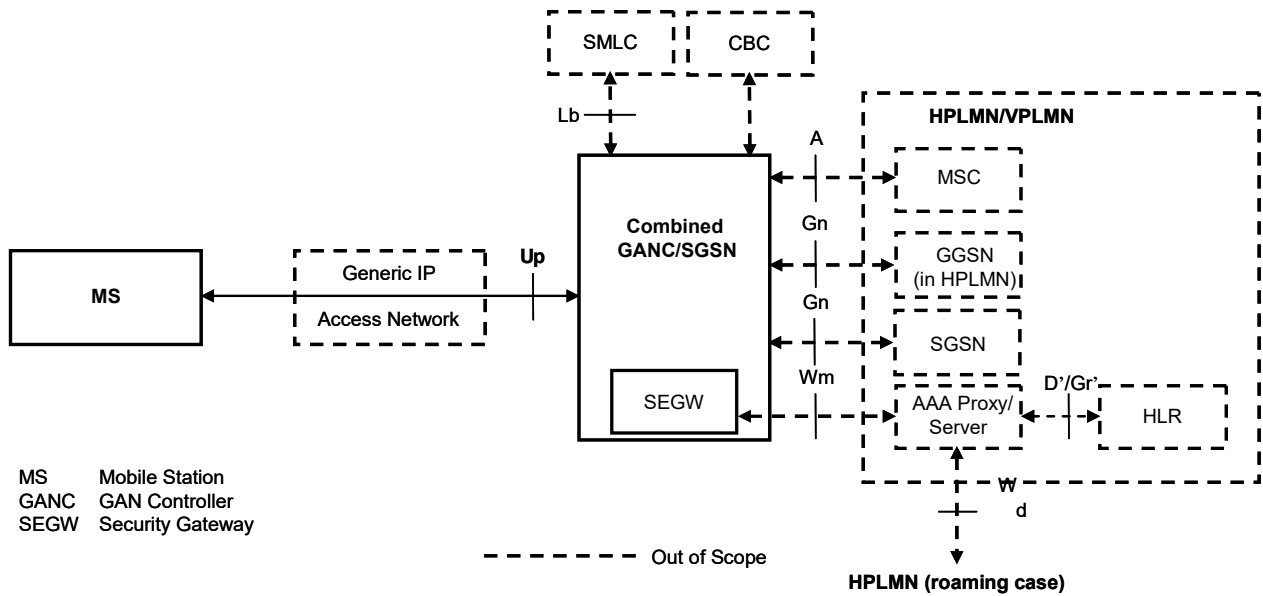 SMLC
CBC
Lb
HPLMN/VPLMN
A
MSC
Combined
GANC/SGSN
Gn
GGSN
(in HPLMN)
Up
Generic IP
MS
Access Network
Gn
SGSN
Wm
D’/Gr’
SEGW
AAA Proxy/
Server
HLR
MS Mobile Station
GANC GAN Controller
SEGW Security Gateway
W
d
Out of Scope
HPLMN (roaming case)